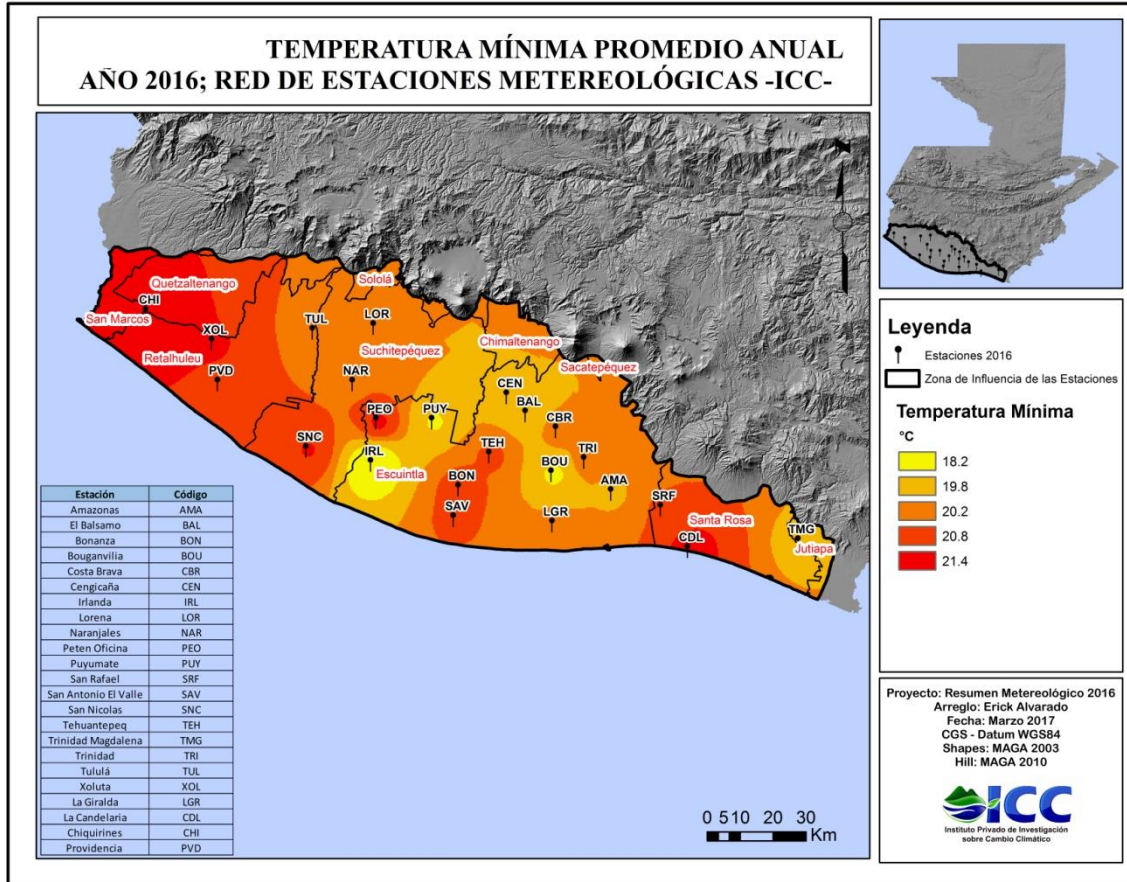 TEMPERATURA MÍNIMA PROMEDIO ANUAL
AÑO 2016; RED DE ESTACIONES METEREOLÓGICAS -ICC-
Quetzaltenango
CHI
San Marcos
XOL
Retalhuleu
PVD
TUL
LOR
Sololá
Suchitepéquez
Chimaltenango
Sacatepéquez
NAR
CEN
BAL
PEO
PUY
CBR
SNC
TEH
IRL
TRI
BOU
Escuintla
BON
AMA
SAV
LGR
SRF
Santa Rosa
CDL
TMG
Jutiapa
Estación Código
Amazonas AMA
El Balsamo BAL
Bonanza BON
Bouganvilia BOU
Costa Brava CBR
Cengicaña CEN
Irlanda IRL
Lorena LOR
Naranjales NAR
Peten Oficina PEO
Puyumate PUY
San Rafael SRF
San Antonio El Valle SAV
San Nicolas SNC
Tehuantepeq TEH
Trinidad Magdalena TMG
Trinidad TRI
Tululá TUL
Xoluta XOL
La Giralda LGR
La Candelaria CDL
Chiquirines CHI
Providencia PVD
0 5 10 20 30
Km
Leyenda
Estaciones 2016
Zona de Influencia de las Estaciones
Temperatura Mínima
°C
18.2
19.8
20.2
20.8
21.4
Proyecto: Resumen Metereológico 2016
Arreglo: Erick Alvarado
Fecha: Marzo 2017
CGS - Datum WGS84
Shapes: MAGA 2003
Hill: MAGA 2010
ICC
Instituto Privado de Investigación
sobre Cambio Climático